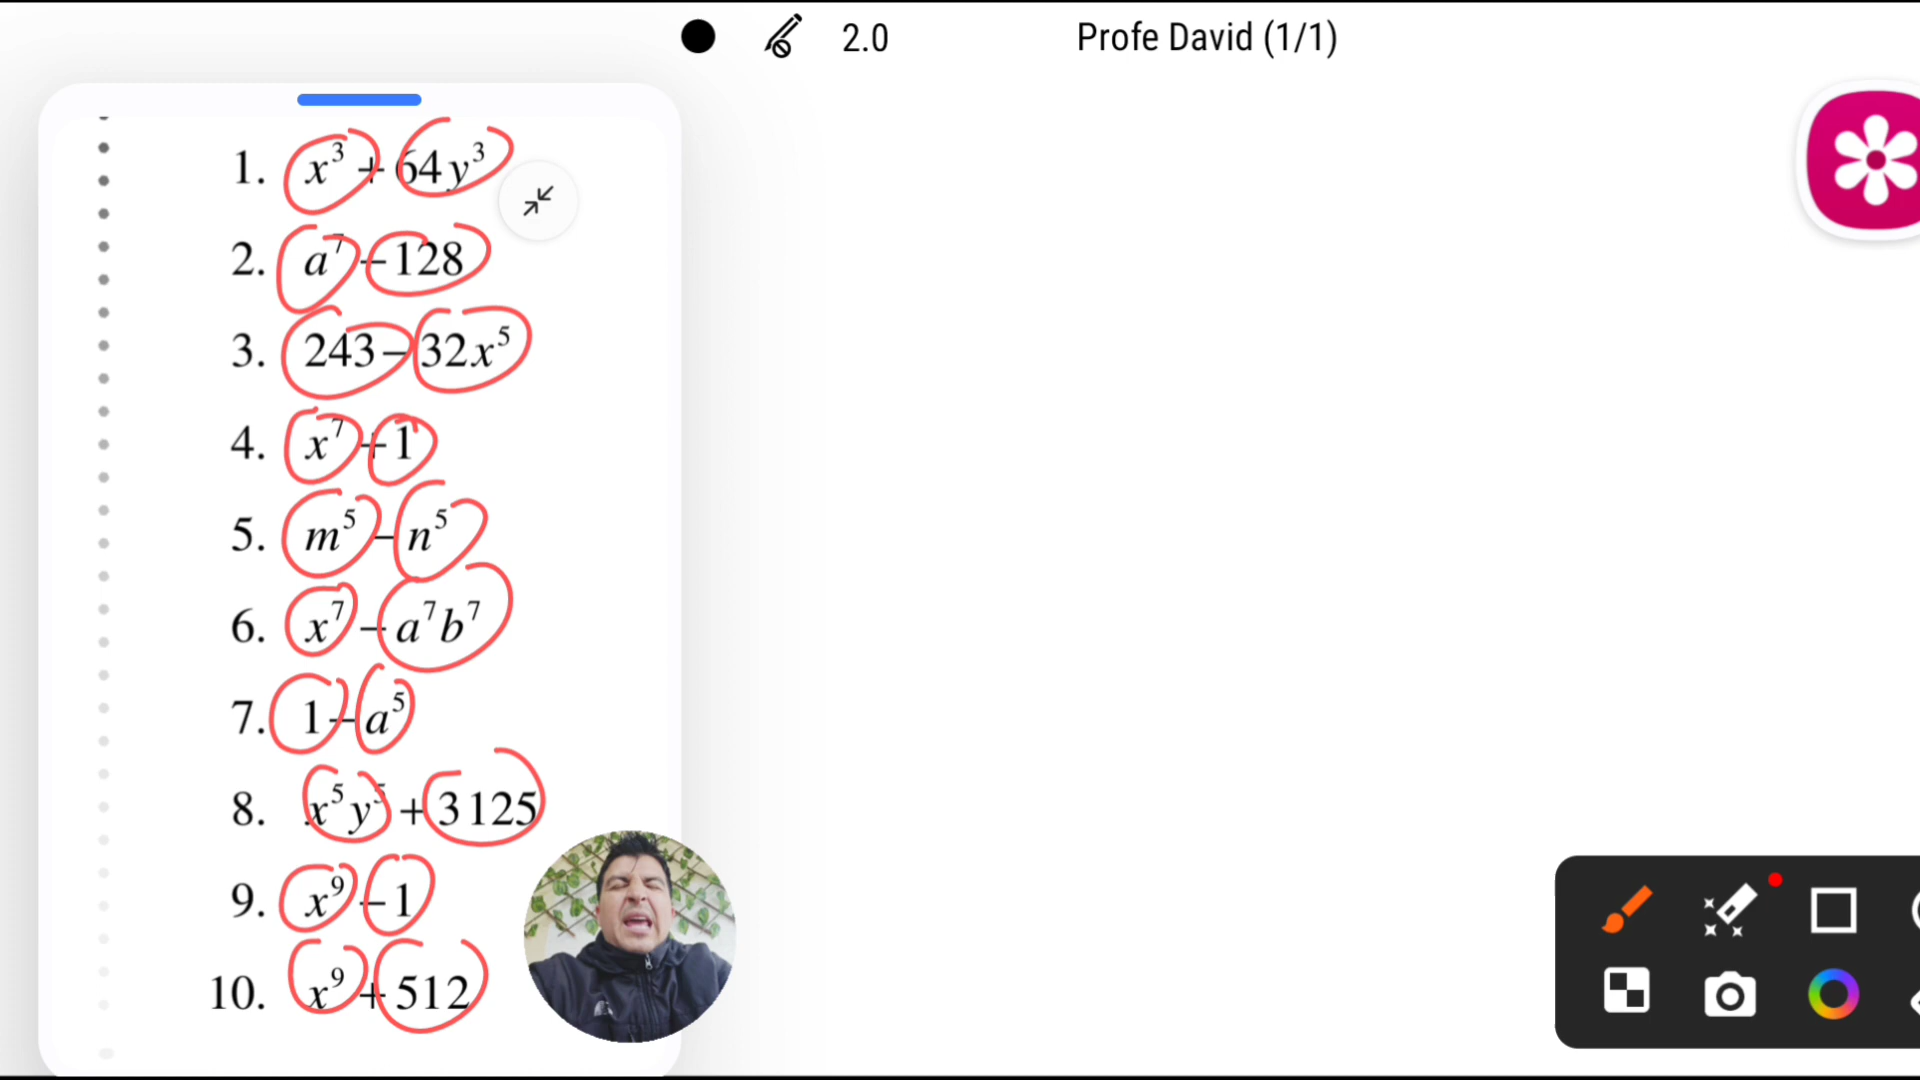 2.0 Profe David (1/1)
1. x³ + 64y³
2. a⁷ − 128
3. 243 − 32x⁵
4. x⁷ + 1
5. m⁵ − n⁵
6. x⁷ − a⁷b⁷
7. 1 − a⁵
8. x⁵y⁵ + 3125
9. x⁹ − 1
10. x⁹ + 512